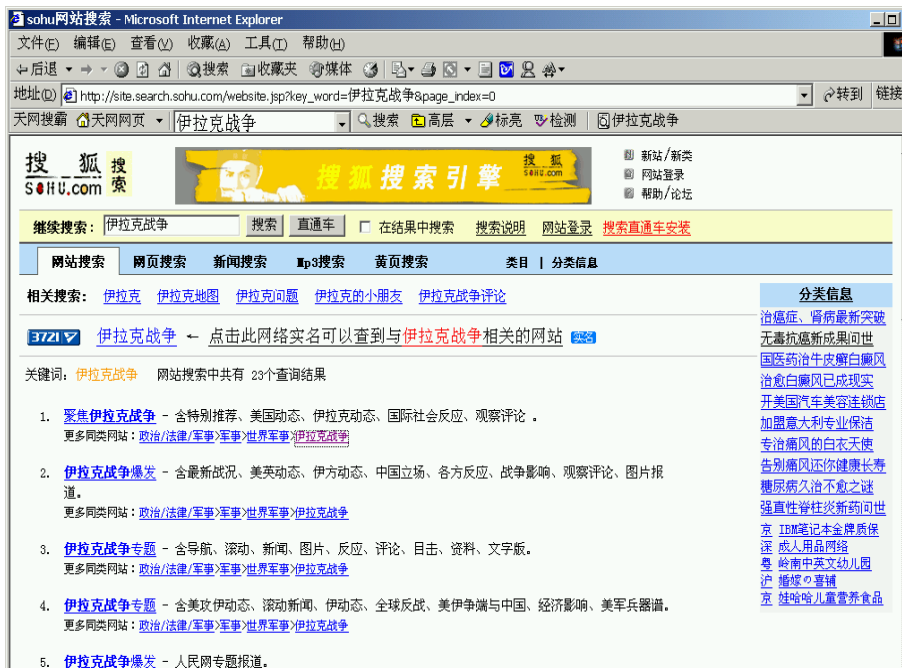 sohu网站搜索 - Microsoft Internet Explorer
文件(F) 编辑(E) 查看(V) 收藏(A) 工具(T) 帮助(H)
后退 搜索 收藏夹 媒体
地址(D) http://site.search.sohu.com/website.jsp?key_word=伊拉克战争&page_index=0 转到 链接
天网搜霸 天网网页 伊拉克战争 搜索 高层 标亮 检测 伊拉克战争
搜狐 搜索 SOHU.com
搜狐搜索引擎 搜狐 SOHU.com
新站/新类
网站登录
帮助/论坛
继续搜索: 伊拉克战争 搜索 直通车 在结果中搜索 搜索说明 网站登录 搜索直通车安装
网站搜索 网页搜索 新闻搜索 Mp3搜索 黄页搜索 类目 | 分类信息
相关搜索: 伊拉克 伊拉克地图 伊拉克问题 伊拉克的小朋友 伊拉克战争评论
3721 伊拉克战争 ← 点击此网络实名可以查到与伊拉克战争相关的网站 实名
关键词: 伊拉克战争 网站搜索中共有 23个查询结果
1. 聚焦伊拉克战争 - 含特别推荐、美国动态、伊拉克动态、国际社会反应、观察评论 。
更多同类网站: 政治/法律/军事>军事>世界军事>伊拉克战争
2. 伊拉克战争爆发 - 含最新战况、美英动态、伊方动态、中国立场、各方反应、战争影响、观察评论、图片报
道。
更多同类网站: 政治/法律/军事>军事>世界军事>伊拉克战争
3. 伊拉克战争专题 - 含导航、滚动、新闻、图片、反应、评论、目击、资料、文字版。
更多同类网站: 政治/法律/军事>军事>世界军事>伊拉克战争
4. 伊拉克战争专题 - 含美攻伊动态、滚动新闻、伊动态、全球反战、美伊争端与中国、经济影响、美军兵器谱。
更多同类网站: 政治/法律/军事>军事>世界军事>伊拉克战争
5. 伊拉克战争爆发 - 人民网专题报道。
分类信息
治癌症、肾病最新突破
无毒抗癌新成果问世
国医药治牛皮癣白癜风
治愈白癜风已成现实
开美国汽车美容连锁店
加盟意大利专业保洁
专治痛风的白衣天使
告别痛风还你健康长寿
糖尿病久治不愈之谜
强直性脊柱炎新药问世
京 IBM笔记本金牌质保
深 成人用品网络
粤 岭南中英文幼儿园
沪 婚嫁の喜铺
京 娃哈哈儿童营养食品